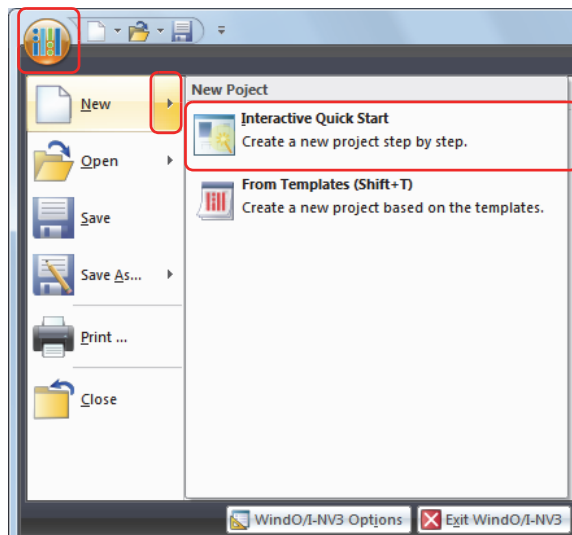 New
New Poject
Interactive Quick Start
Create a new project step by step.
Open
From Templates (Shift+T)
Create a new project based on the templates.
Save
Save As...
Print ...
Close
WindO/I-NV3 Options
Exit WindO/I-NV3